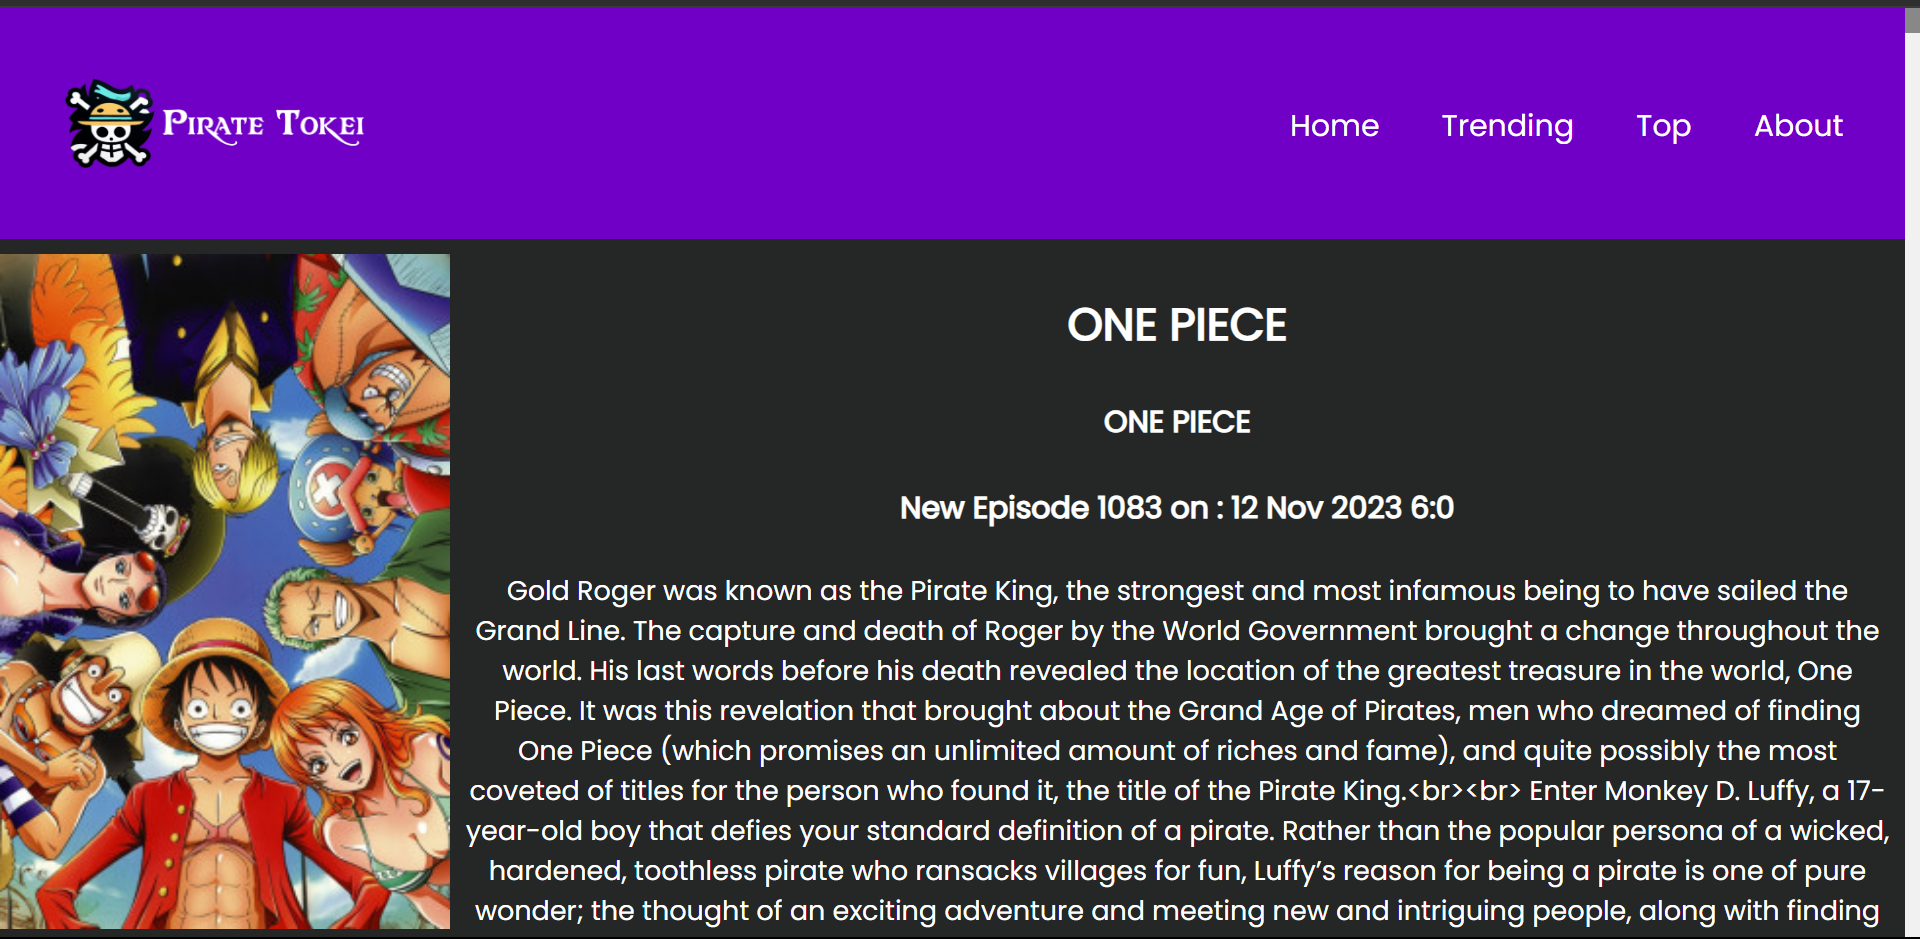 Pirate Tokei
Home Trending Top About
ONE PIECE
ONE PIECE
New Episode 1083 on : 12 Nov 2023 6:0
Gold Roger was known as the Pirate King, the strongest and most infamous being to have sailed the
Grand Line. The capture and death of Roger by the World Government brought a change throughout the
world. His last words before his death revealed the location of the greatest treasure in the world, One
Piece. It was this revelation that brought about the Grand Age of Pirates, men who dreamed of finding
One Piece (which promises an unlimited amount of riches and fame), and quite possibly the most
coveted of titles for the person who found it, the title of the Pirate King.<br><br> Enter Monkey D. Luffy, a 17-
year-old boy that defies your standard definition of a pirate. Rather than the popular persona of a wicked,
hardened, toothless pirate who ransacks villages for fun, Luffy’s reason for being a pirate is one of pure
wonder; the thought of an exciting adventure and meeting new and intriguing people, along with finding